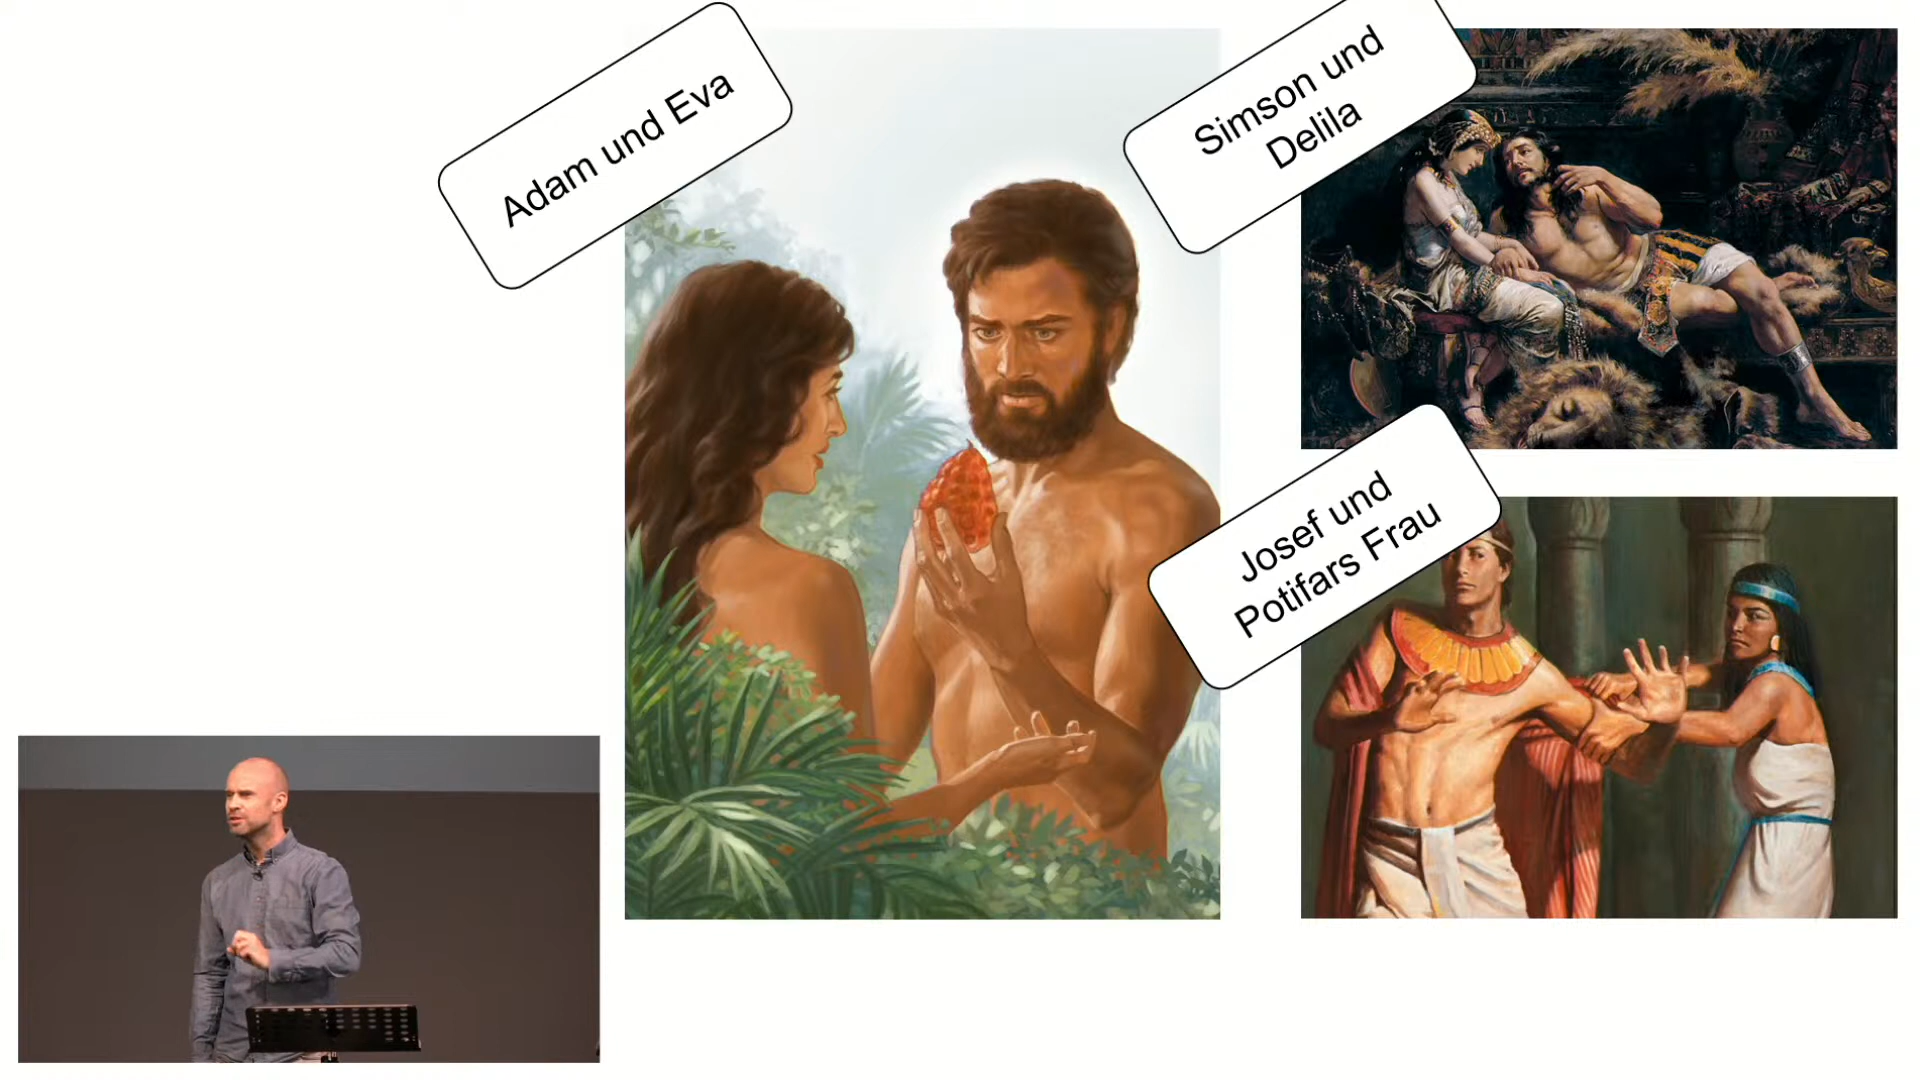 Adam und Eva
Simson und
Delila
Josef und
Potifars Frau